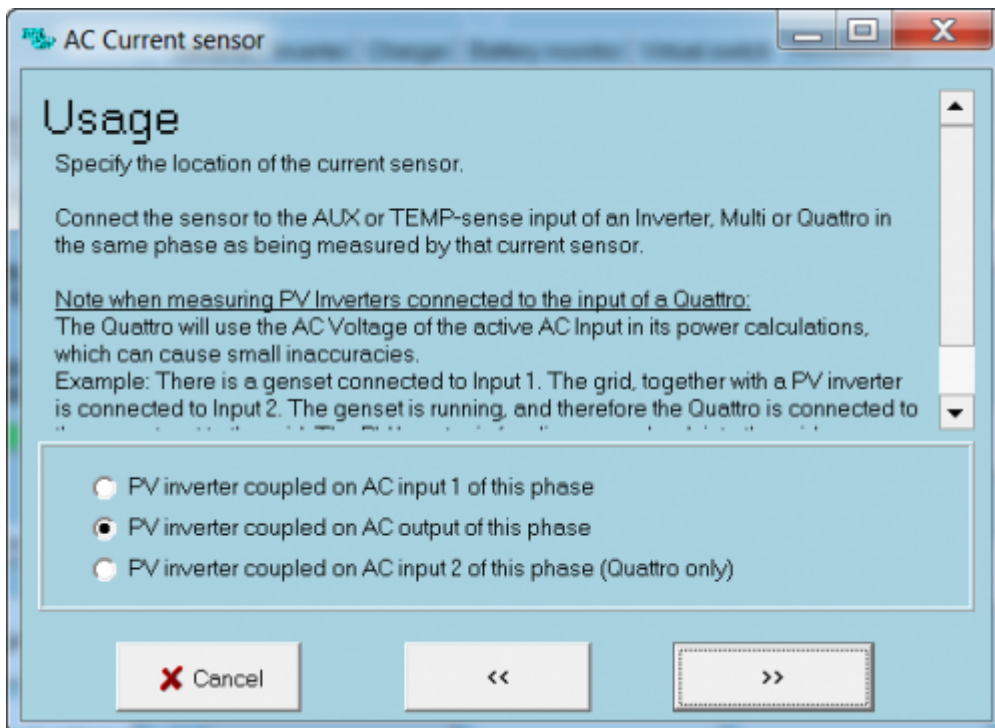 AC Current sensor
Inverter Charger Battery monitor Virtual switch
Usage
Specify the location of the current sensor.
Connect the sensor to the AUX or TEMP-sense input of an Inverter, Multi or Quattro in
the same phase as being measured by that current sensor.
Note when measuring PV Inverters connected to the input of a Quattro:
The Quattro will use the AC Voltage of the active AC Input in its power calculations,
which can cause small inaccuracies.
Example: There is a genset connected to Input 1. The grid, together with a PV inverter
is connected to Input 2. The genset is running, and therefore the Quattro is connected to
PV inverter coupled on AC input 1 of this phase
PV inverter coupled on AC output of this phase
PV inverter coupled on AC input 2 of this phase (Quattro only)
Cancel
<<
>>